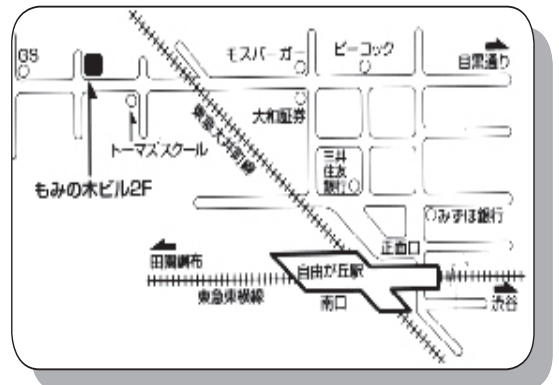 GS
モスバーガー
ピーコック
目黒通り
大和証券
東急大井町線
トーマズスクール
もみの木ビル2F
三井
住友
銀行
みずほ銀行
正面口
田園調布
自由が丘駅
東急東横線
南口
渋谷